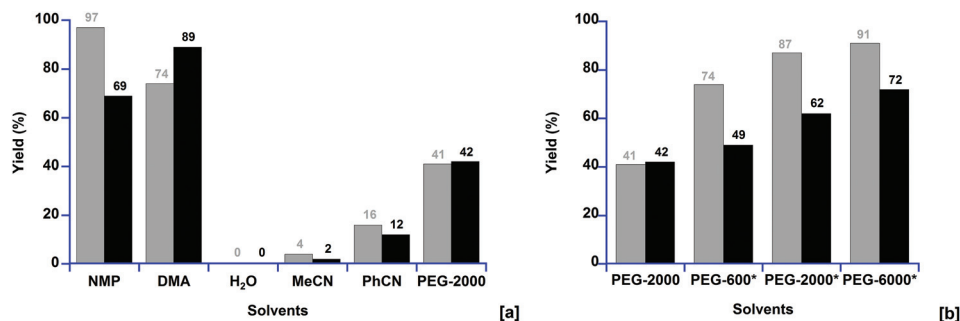 100
80
60
40
20
0
Yield (%)
97
69
74
89
0
0
4
2
16
12
41
42
NMP
DMA
H₂O
MeCN
PhCN
PEG-2000
Solvents
[a]
100
80
60
40
20
0
Yield (%)
41
42
74
49
87
62
91
72
PEG-2000
PEG-600*
PEG-2000*
PEG-6000*
Solvents
[b]